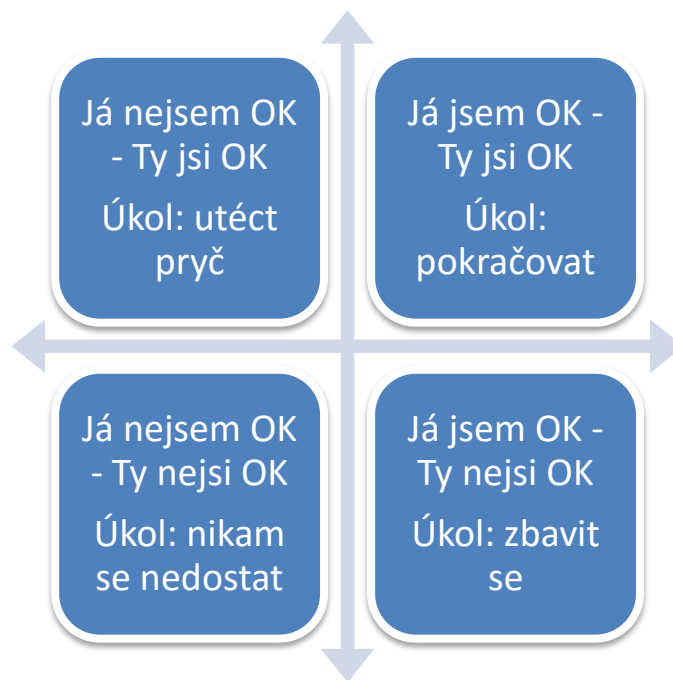 Já nejsem OK
- Ty jsi OK
Úkol: utéct
pryč
Já jsem OK -
Ty jsi OK
Úkol:
pokračovat
Já nejsem OK
- Ty nejsi OK
Úkol: nikam
se nedostat
Já jsem OK -
Ty nejsi OK
Úkol: zbavit
se